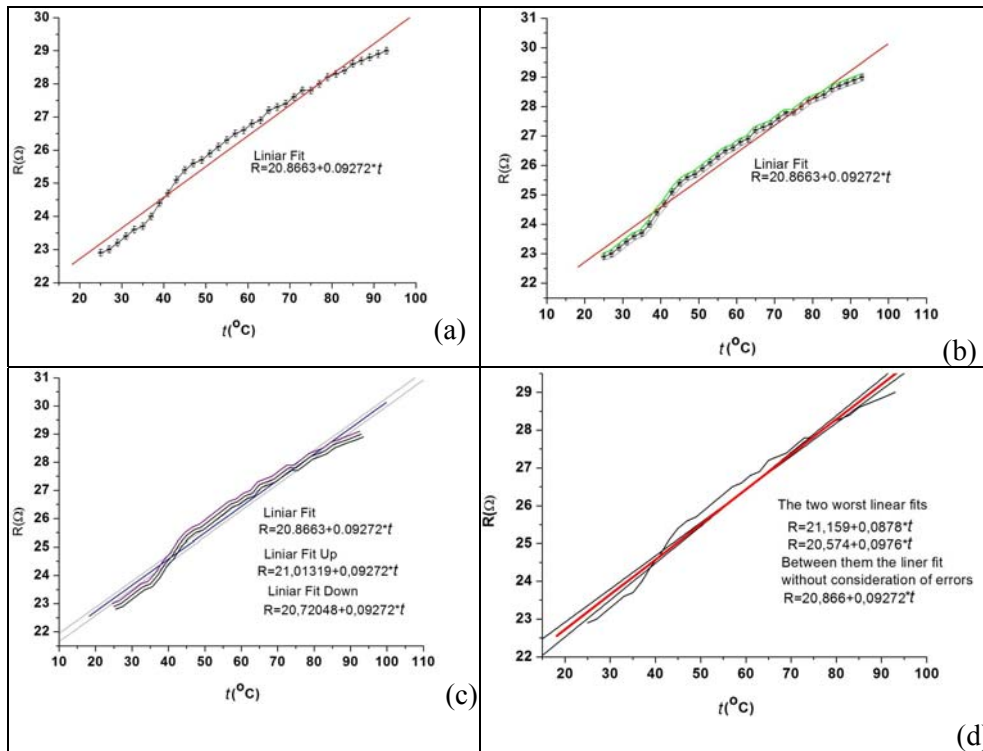 30
29
28
27
26
25
24
23
22
R(Ω)
Liniar Fit
R=20.8663+0.09272*t
20 30 40 50 60 70 80 90 100
t(°C)
(a)
31
30
29
28
27
26
25
24
23
22
R(Ω)
Liniar Fit
R=20.8663+0.09272*t
10 20 30 40 50 60 70 80 90 100 110
t(°C)
(b)
31
30
29
28
27
26
25
24
23
22
R(Ω)
Liniar Fit
R=20.8663+0.09272*t
Liniar Fit Up
R=21,01319+0,09272*t
Liniar Fit Down
R=20,72048+0,09272*t
10 20 30 40 50 60 70 80 90 100 110
t(°C)
(c)
29
28
27
26
25
24
23
22
R(Ω)
The two worst linear fits
R=21,159+0,0878*t
R=20,574+0,0976*t
Between them the liner fit
without consideration of errors
R=20,866+0,09272*t
20 30 40 50 60 70 80 90 100
t(°C)
(d)